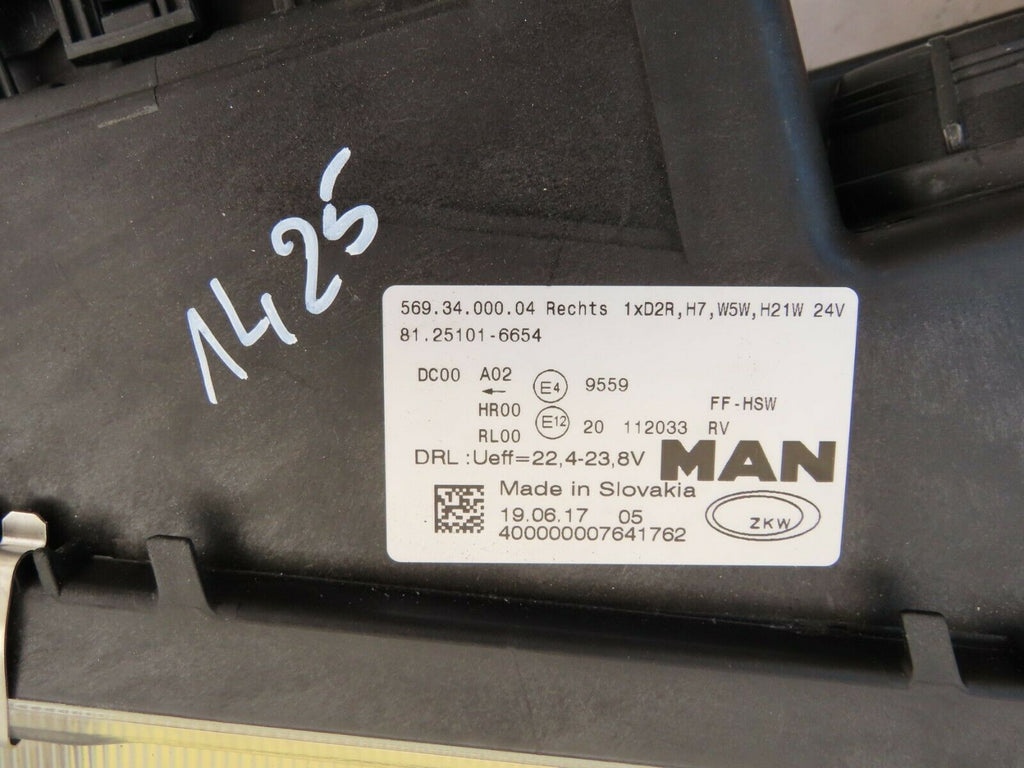 1425
569.34.000.04 Rechts 1xD2R,H7,W5W,H21W 24V
81.25101-6654
DC00 A02 E4 9559
←
HR00 FF-HSW
RL00 E12 20 112033 RV
DRL :Ueff=22,4-23,8V MAN
Made in Slovakia
19.06.17 05 ZKW
400000007641762